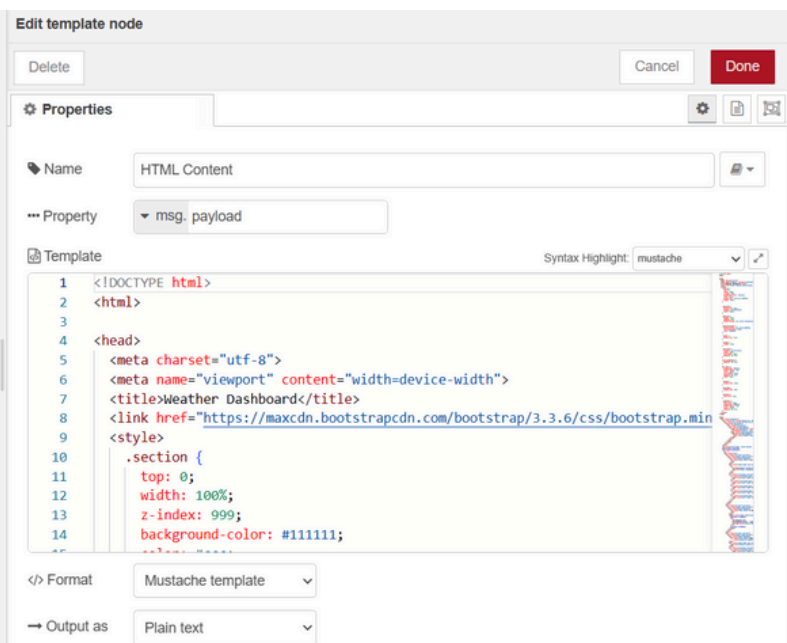 Edit template node
Delete Cancel Done
Properties
Name HTML Content
Property msg. payload
Template Syntax Highlight: mustache
1 <!DOCTYPE html>
2 <html>
3
4 <head>
5 <meta charset="utf-8">
6 <meta name="viewport" content="width=device-width">
7 <title>Weather Dashboard</title>
8 <link href="https://maxcdn.bootstrapcdn.com/bootstrap/3.3.6/css/bootstrap.min
9 <style>
10 .section {
11 top: 0;
12 width: 100%;
13 z-index: 999;
14 background-color: #111111;
</> Format Mustache template
Output as Plain text